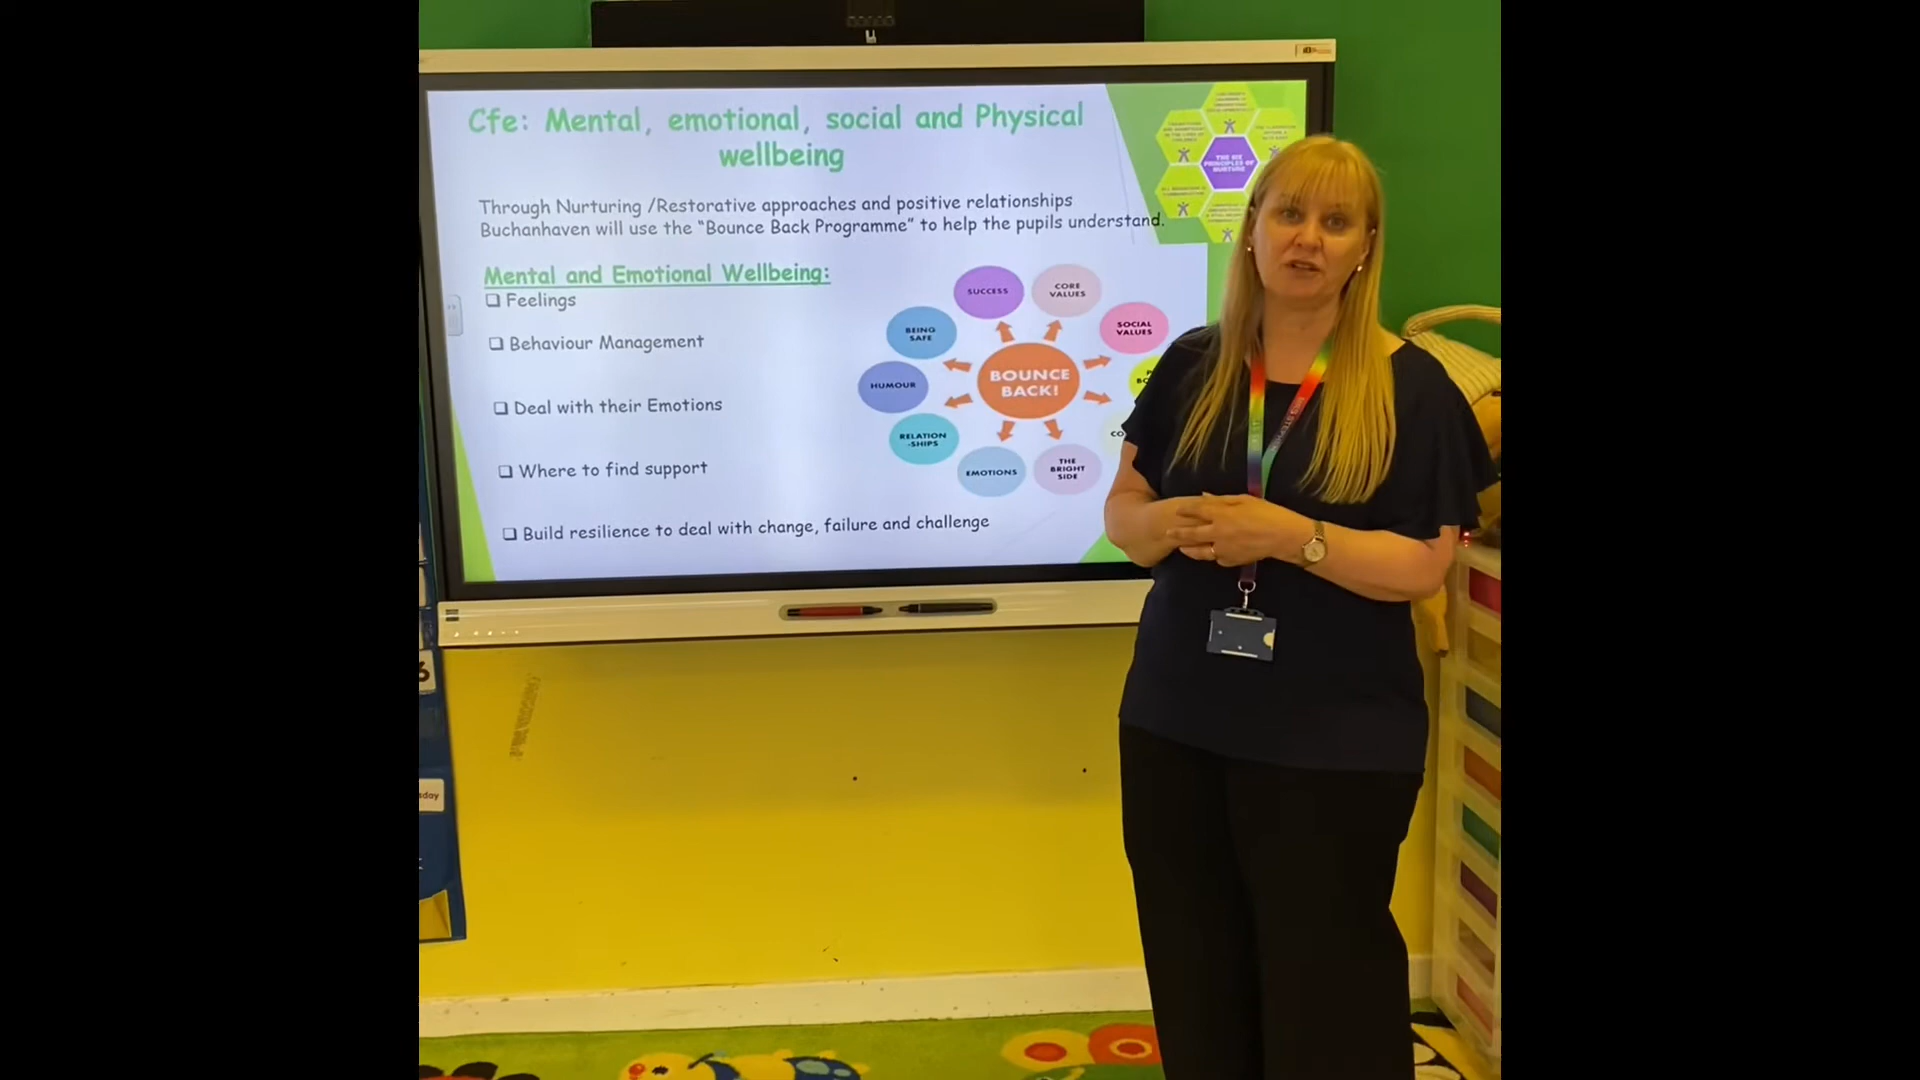 Cfe: Mental, emotional, social and Physical
wellbeing
THE SIX
PRINCIPLES OF
NURTURE
Through Nurturing /Restorative approaches and positive relationships
Buchanhaven will use the “Bounce Back Programme” to help the pupils understand.
Mental and Emotional Wellbeing:
❑ Feelings
❑ Behaviour Management
❑ Deal with their Emotions
❑ Where to find support
❑ Build resilience to deal with change, failure and challenge
SUCCESS
CORE
VALUES
SOCIAL
VALUES
BEING
SAFE
BOUNCE
BACK!
HUMOUR
RELATION
-SHIPS
EMOTIONS
THE
BRIGHT
SIDE
CO
6
sday